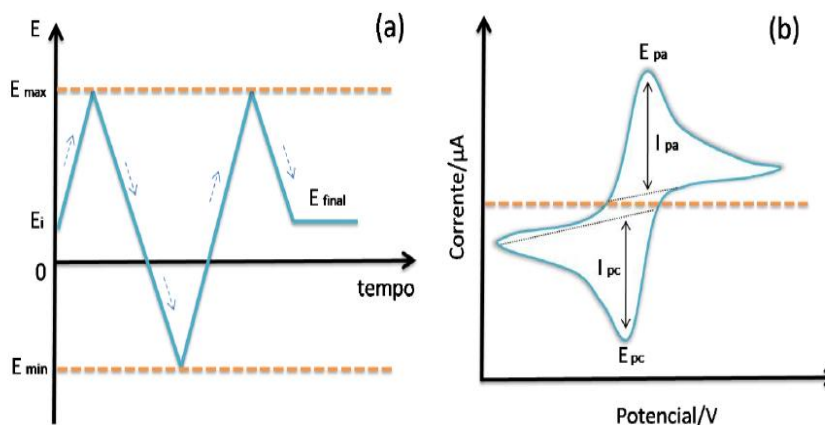 E
(a)
E max
E final
Ei
0
tempo
E min
(b)
E pa
I pa
I pc
E pc
Corrente/µA
Potencial/V